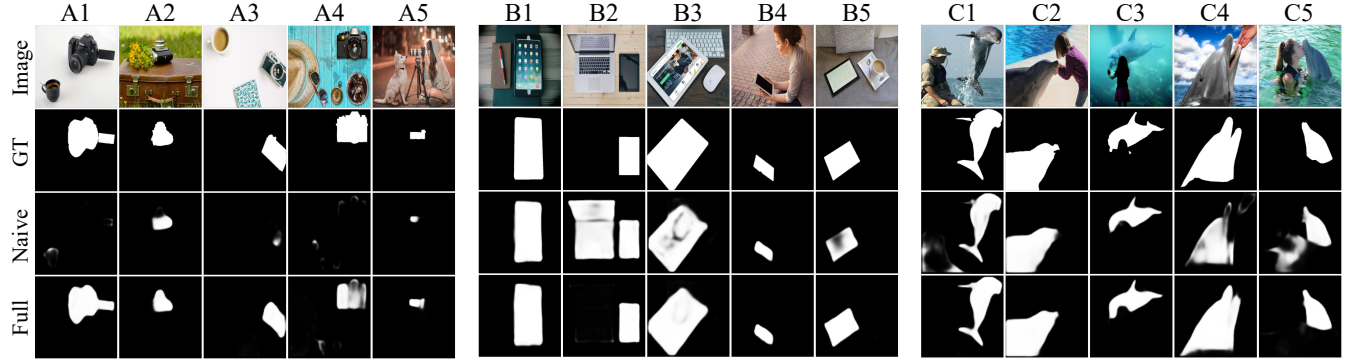 A1 A2 A3 A4 A5 B1 B2 B3 B4 B5 C1 C2 C3 C4 C5
Image
GT
Naive
Full